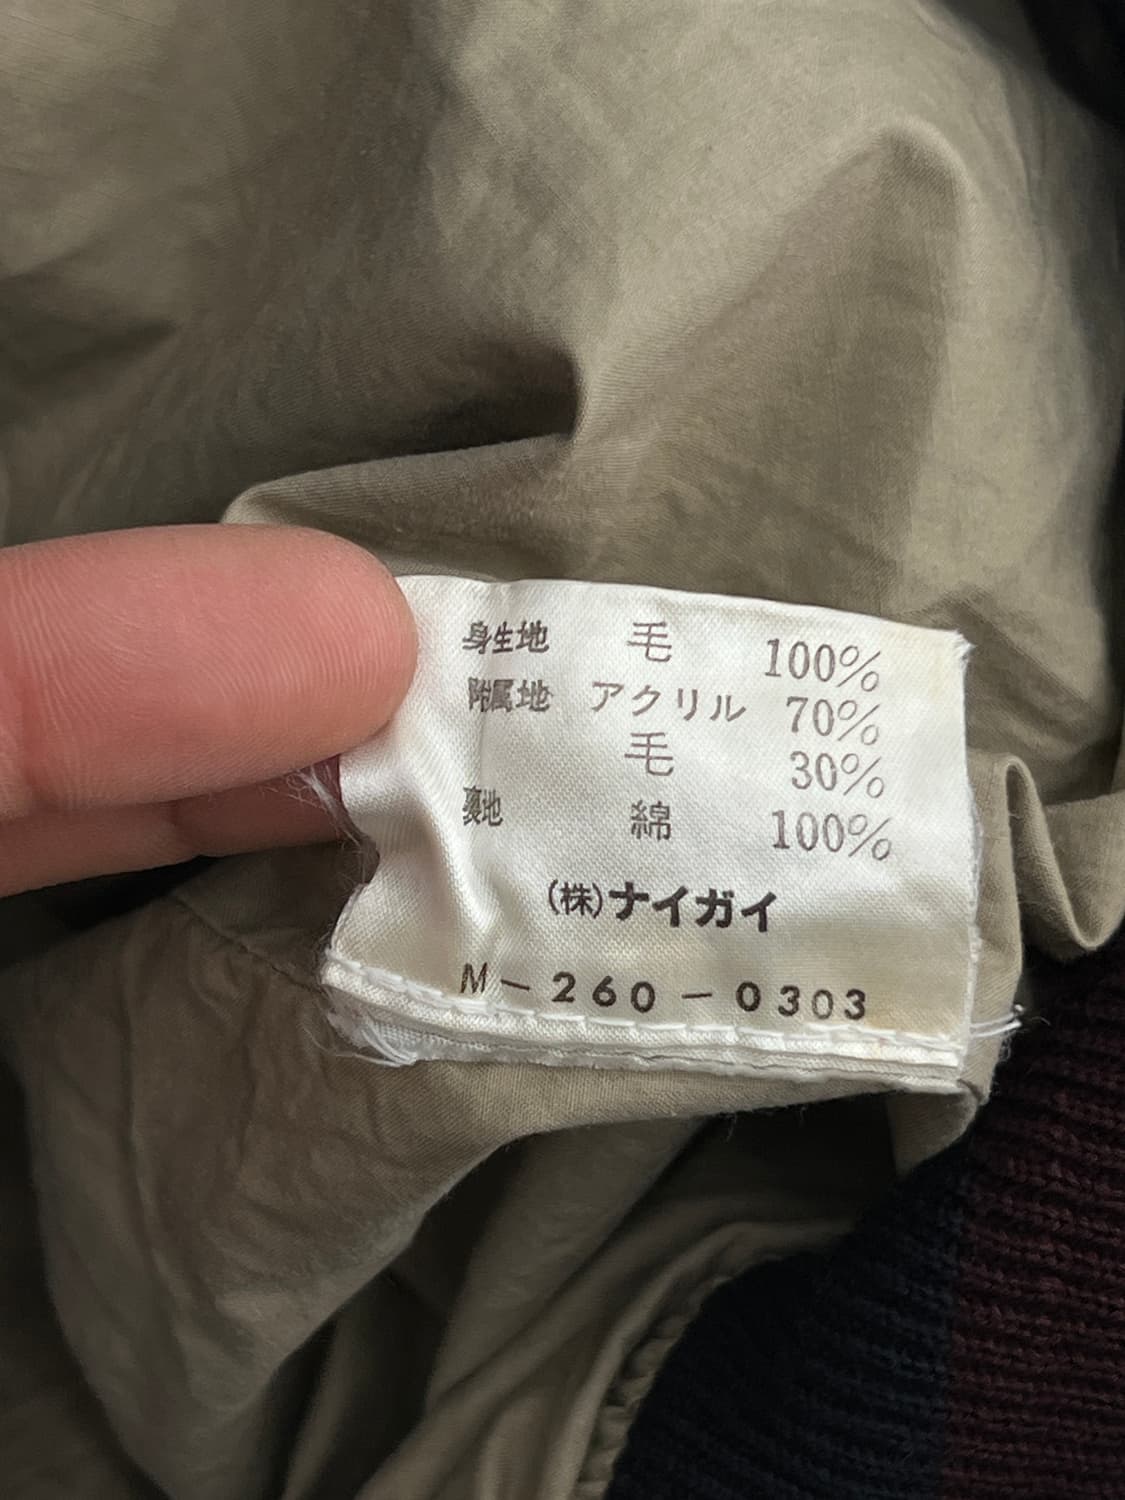 身生地 毛 100%
附属地 アクリル 70%
毛 30%
裏地 綿 100%
(株)ナイガイ
M-260-0303